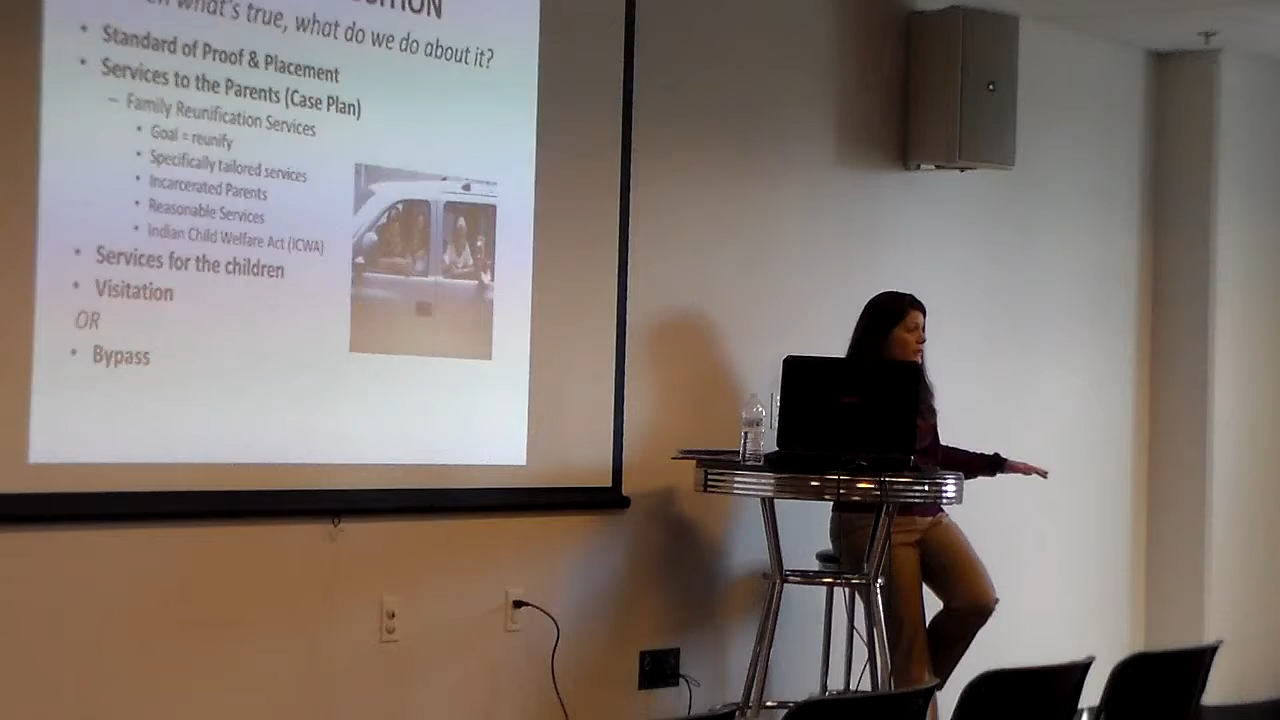 what's true, what do we do about it?
• Standard of Proof & Placement
• Services to the Parents (Case Plan)
– Family Reunification Services
• Goal = reunify
• Specifically tailored services
• Incarcerated Parents
• Reasonable Services
• Indian Child Welfare Act (ICWA)
• Services for the children
• Visitation
OR
• Bypass